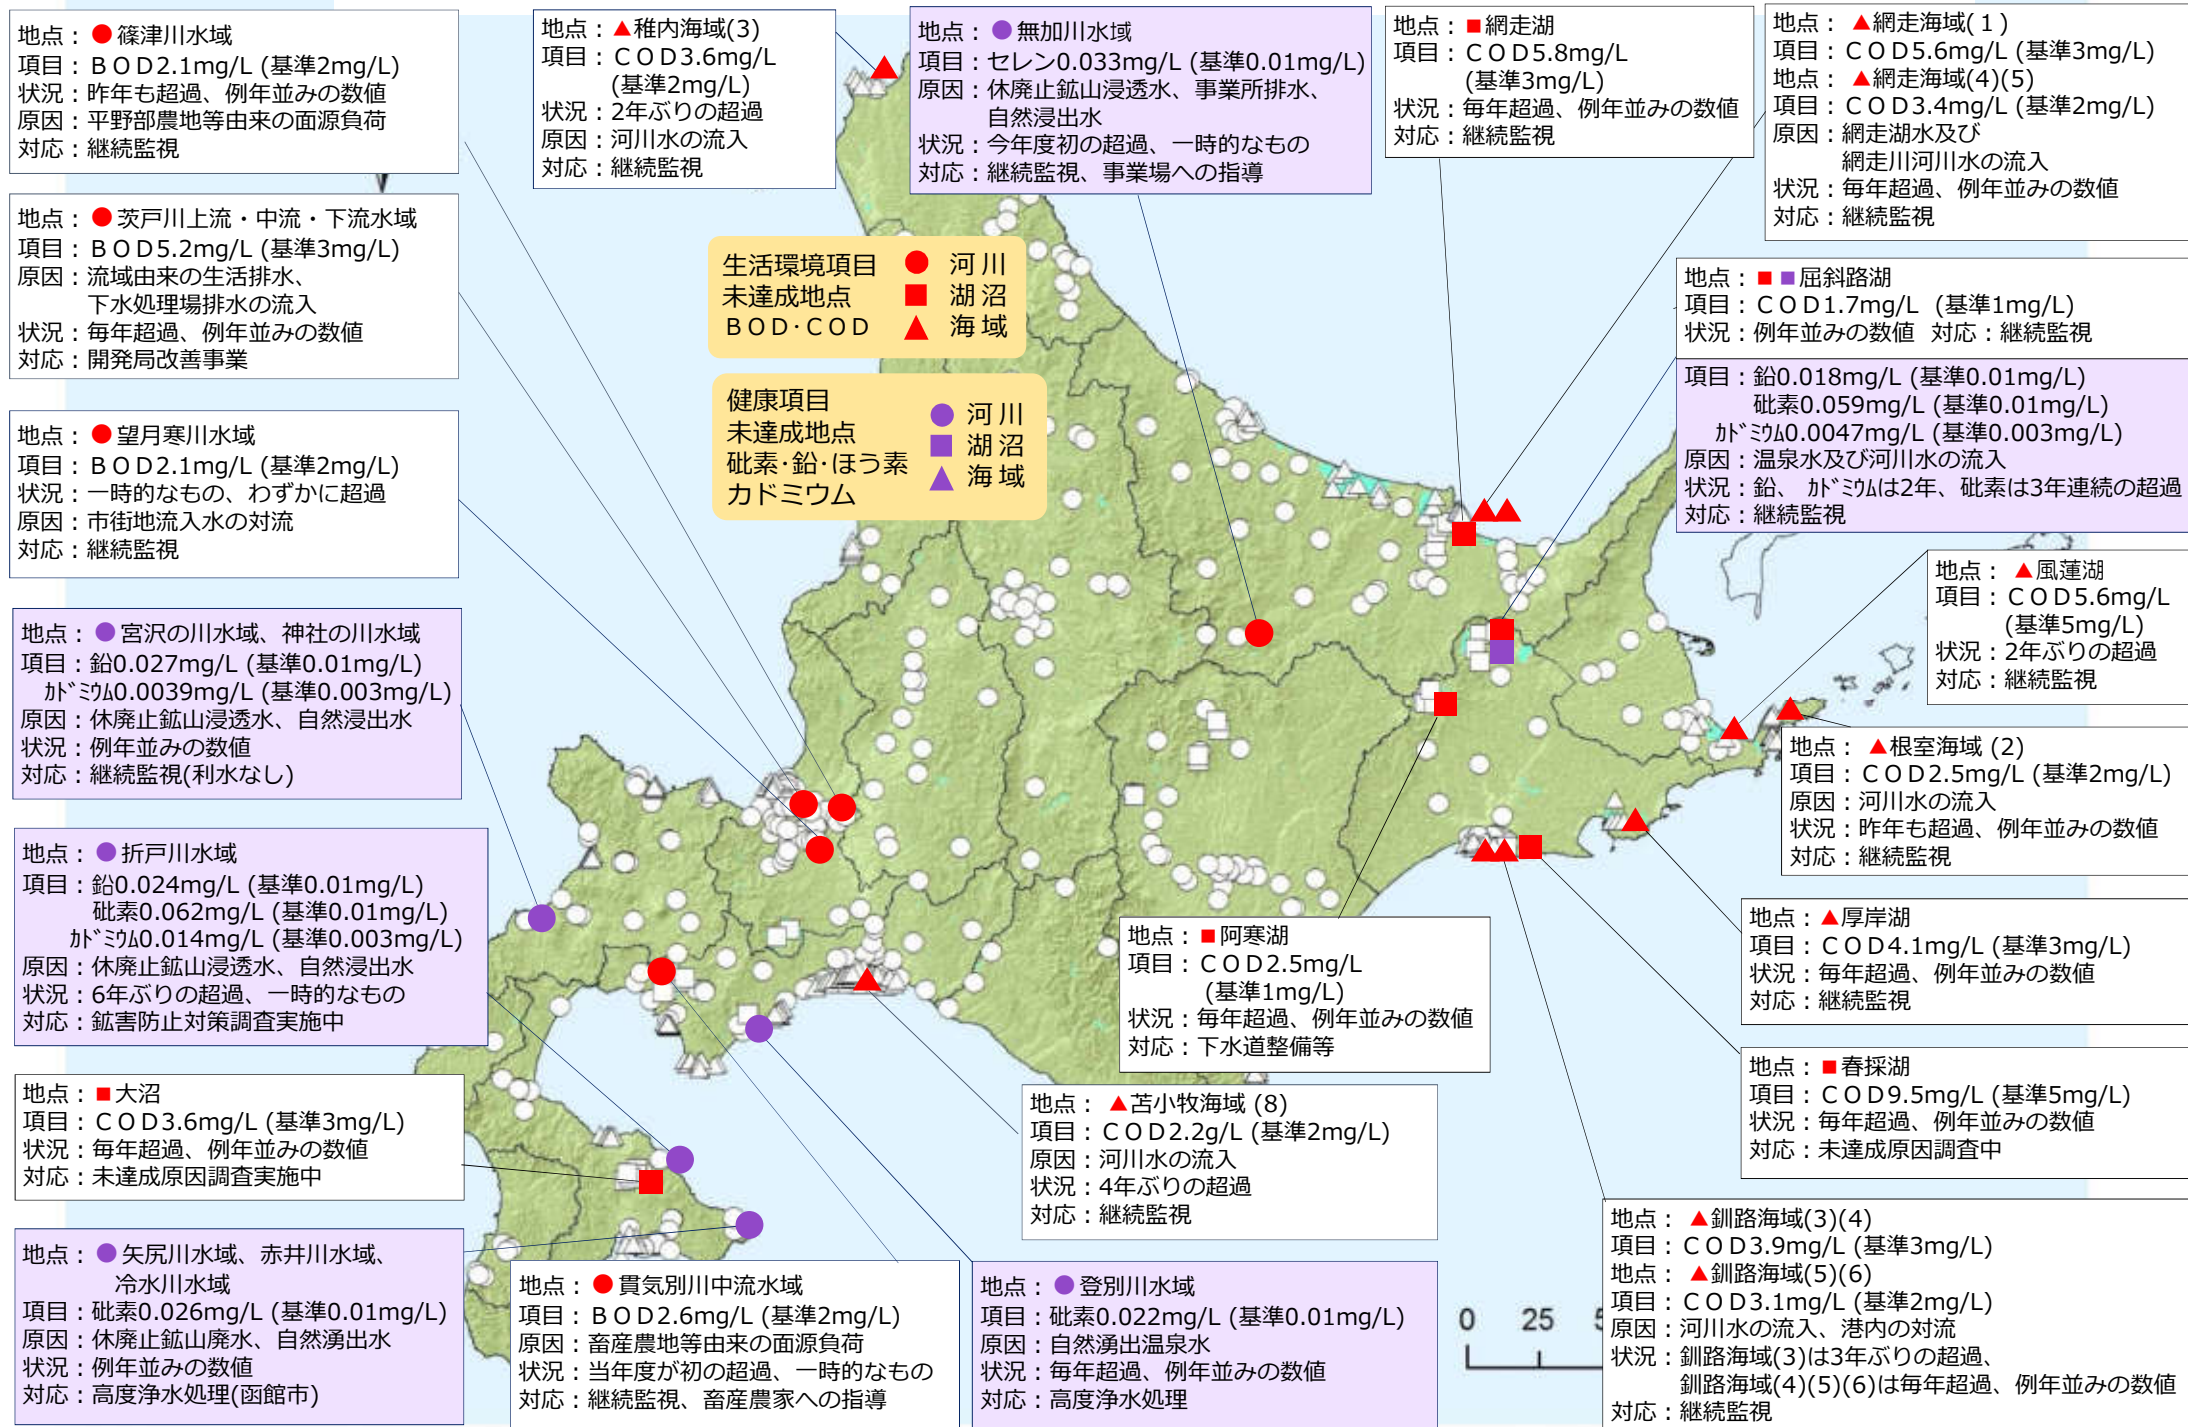 地点：●篠津川水域
項目：ＢＯＤ2.1mg/L (基準2mg/L)
状況：昨年も超過、例年並みの数値
原因：平野部農地等由来の面源負荷
対応：継続監視
地点：●茨戸川上流・中流・下流水域
項目：ＢＯＤ5.2mg/L (基準3mg/L)
原因：流域由来の生活排水、
下水処理場排水の流入
状況：毎年超過、例年並みの数値
対応：開発局改善事業
地点：●望月寒川水域
項目：ＢＯＤ2.1mg/L (基準2mg/L)
状況：一時的なもの、わずかに超過
原因：市街地流入水の対流
対応：継続監視
地点：●宮沢の川水域、神社の川水域
項目：鉛0.027mg/L (基準0.01mg/L)
ｶﾄﾞﾐｳﾑ0.0039mg/L (基準0.003mg/L)
原因：休廃止鉱山浸透水、自然浸出水
状況：例年並みの数値
対応：継続監視(利水なし)
地点：●折戸川水域
項目：鉛0.024mg/L (基準0.01mg/L)
砒素0.062mg/L (基準0.01mg/L)
ｶﾄﾞﾐｳﾑ0.014mg/L (基準0.003mg/L)
原因：休廃止鉱山浸透水、自然浸出水
状況：6年ぶりの超過、一時的なもの
対応：鉱害防止対策調査実施中
地点：■大沼
項目：ＣＯＤ3.6mg/L (基準3mg/L)
状況：毎年超過、例年並みの数値
対応：未達成原因調査実施中
地点：●矢尻川水域、赤井川水域、
冷水川水域
項目：砒素0.026mg/L (基準0.01mg/L)
原因：休廃止鉱山廃水、自然湧出水
状況：例年並みの数値
対応：高度浄水処理(函館市)
地点：▲稚内海域(3)
項目：ＣＯＤ3.6mg/L
(基準2mg/L)
状況：2年ぶりの超過
原因：河川水の流入
対応：継続監視
地点：●無加川水域
項目：セレン0.033mg/L (基準0.01mg/L)
原因：休廃止鉱山浸透水、事業所排水、
自然浸出水
状況：今年度初の超過、一時的なもの
対応：継続監視、事業場への指導
地点：■網走湖
項目：ＣＯＤ5.8mg/L
(基準3mg/L)
状況：毎年超過、例年並みの数値
対応：継続監視
地点：▲網走海域(１)
項目：ＣＯＤ5.6mg/L (基準3mg/L)
地点：▲網走海域(4)(5)
項目：ＣＯＤ3.4mg/L (基準2mg/L)
原因：網走湖水及び
網走川河川水の流入
状況：毎年超過、例年並みの数値
対応：継続監視
生活環境項目 ● 河川
未達成地点 ■ 湖沼
ＢＯＤ･ＣＯＤ ▲ 海域
健康項目
● 河川
未達成地点
■ 湖沼
砒素･鉛･ほう素
▲ 海域
カドミウム
地点：■■屈斜路湖
項目：ＣＯＤ1.7mg/L (基準1mg/L)
状況：例年並みの数値 対応：継続監視
項目：鉛0.018mg/L (基準0.01mg/L)
砒素0.059mg/L (基準0.01mg/L)
ｶﾄﾞﾐｳﾑ0.0047mg/L (基準0.003mg/L)
原因：温泉水及び河川水の流入
状況：鉛、ｶﾄﾞﾐｳﾑは2年、砒素は3年連続の超過
対応：継続監視
地点：▲風蓮湖
項目：ＣＯＤ5.6mg/L
(基準5mg/L)
状況：2年ぶりの超過
対応：継続監視
地点：▲根室海域 (2)
項目：ＣＯＤ2.5mg/L (基準2mg/L)
原因：河川水の流入
状況：昨年も超過、例年並みの数値
対応：継続監視
地点：▲厚岸湖
項目：ＣＯＤ4.1mg/L (基準3mg/L)
状況：毎年超過、例年並みの数値
対応：継続監視
地点：■春採湖
項目：ＣＯＤ9.5mg/L (基準5mg/L)
状況：毎年超過、例年並みの数値
対応：未達成原因調査中
地点：▲釧路海域(3)(4)
項目：ＣＯＤ3.9mg/L (基準3mg/L)
地点：▲釧路海域(5)(6)
項目：ＣＯＤ3.1mg/L (基準2mg/L)
原因：河川水の流入、港内の対流
状況：釧路海域(3)は3年ぶりの超過、
釧路海域(4)(5)(6)は毎年超過、例年並みの数値
対応：継続監視
地点：■阿寒湖
項目：ＣＯＤ2.5mg/L
(基準1mg/L)
状況：毎年超過、例年並みの数値
対応：下水道整備等
地点：▲苫小牧海域 (8)
項目：ＣＯＤ2.2g/L (基準2mg/L)
原因：河川水の流入
状況：4年ぶりの超過
対応：継続監視
地点：●貫気別川中流水域
項目：ＢＯＤ2.6mg/L (基準2mg/L)
原因：畜産農地等由来の面源負荷
状況：当年度が初の超過、一時的なもの
対応：継続監視、畜産農家への指導
地点：●登別川水域
項目：砒素0.022mg/L (基準0.01mg/L)
原因：自然湧出温泉水
状況：毎年超過、例年並みの数値
対応：高度浄水処理
0 25